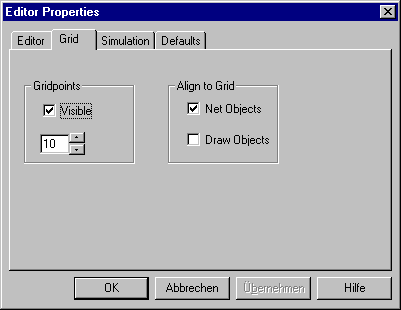 Editor Properties
Editor Grid Simulation Defaults
Gridpoints Align to Grid
Visible Net Objects
10 Draw Objects
OK Abbrechen Übernehmen Hilfe